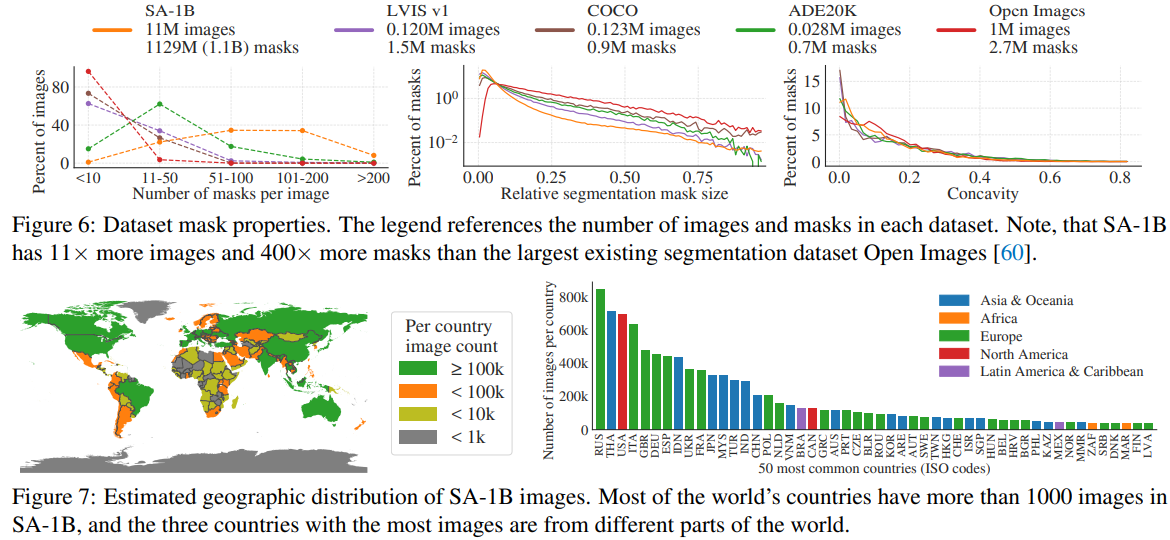 SA-1B
11M images
1129M (1.1B) masks
LVIS v1
0.120M images
1.5M masks
COCO
0.123M images
0.9M masks
ADE20K
0.028M images
0.7M masks
Open Images
1M images
2.7M masks
Percent of images
80
40
0
<10
11-50
51-100
101-200
>200
Number of masks per image
Percent of masks
10⁰
10⁻²
0.00
0.25
0.50
0.75
Relative segmentation mask size
Percent of masks
15
10
5
0
0.0
0.2
0.4
0.6
0.8
Concavity
Figure 6: Dataset mask properties. The legend references the number of images and masks in each dataset. Note, that SA-1B
has 11× more images and 400× more masks than the largest existing segmentation dataset Open Images [60].
Per country
image count
≥ 100k
< 100k
< 10k
< 1k
Number of images per country
800k
600k
400k
200k
0
Asia & Oceania
Africa
Europe
North America
Latin America & Caribbean
RUS
THA
USA
ITA
GBR
DEU
ESP
IDN
UKR
FRA
JPN
MYS
TUR
IND
CHN
POL
NLD
VNM
BRA
CAN
GRC
AUS
PRT
CZE
BLR
ROU
KOR
ARE
AUT
SWE
TWN
HKG
CHE
ISR
SGP
HUN
BEL
HRV
BGR
PHL
KAZ
MEX
NOR
MMR
ZAF
SRB
DNK
MAR
FIN
LVA
50 most common countries (ISO codes)
Figure 7: Estimated geographic distribution of SA-1B images. Most of the world's countries have more than 1000 images in
SA-1B, and the three countries with the most images are from different parts of the world.